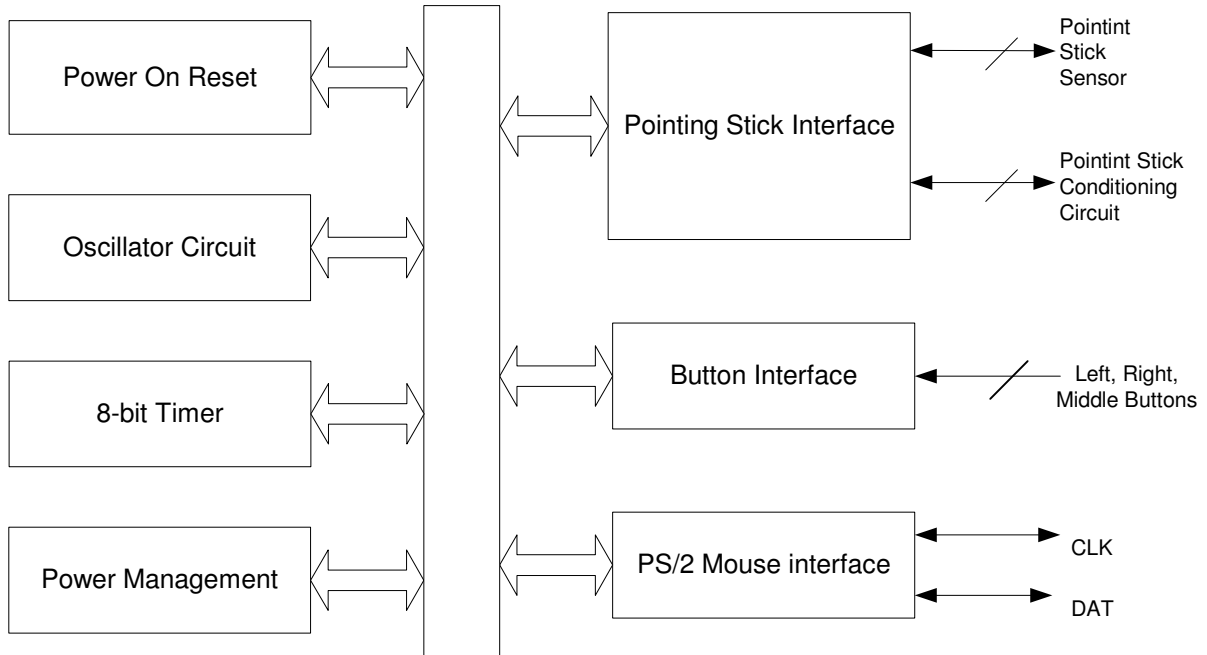 Power On Reset
Oscillator Circuit
8-bit Timer
Power Management
Pointing Stick Interface
Pointint
Stick
Sensor
Pointint Stick
Conditioning
Circuit
Button Interface
Left, Right,
Middle Buttons
PS/2 Mouse interface
CLK
DAT